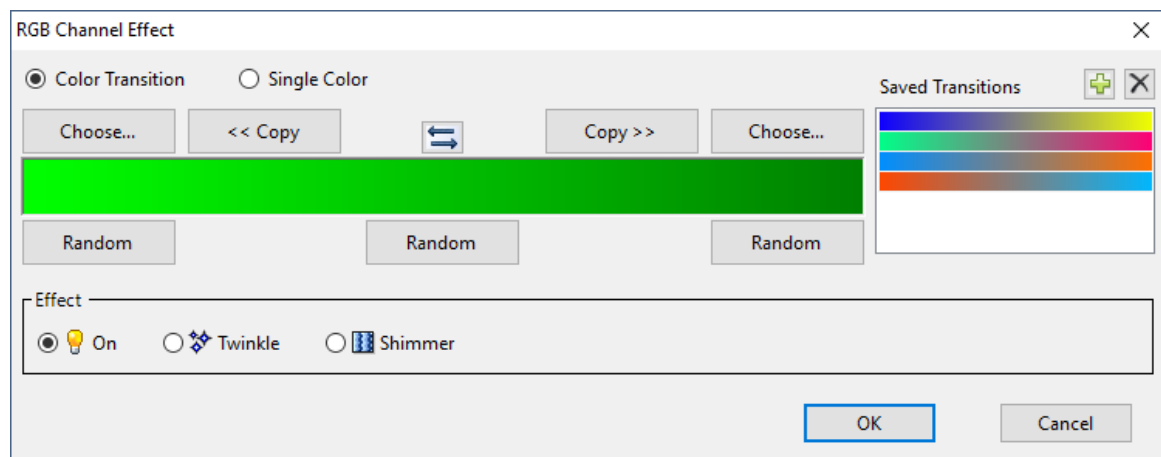 RGB Channel Effect
Color Transition Single Color Saved Transitions
Choose... << Copy Copy >> Choose...
Random Random Random
Effect
On Twinkle Shimmer
OK Cancel